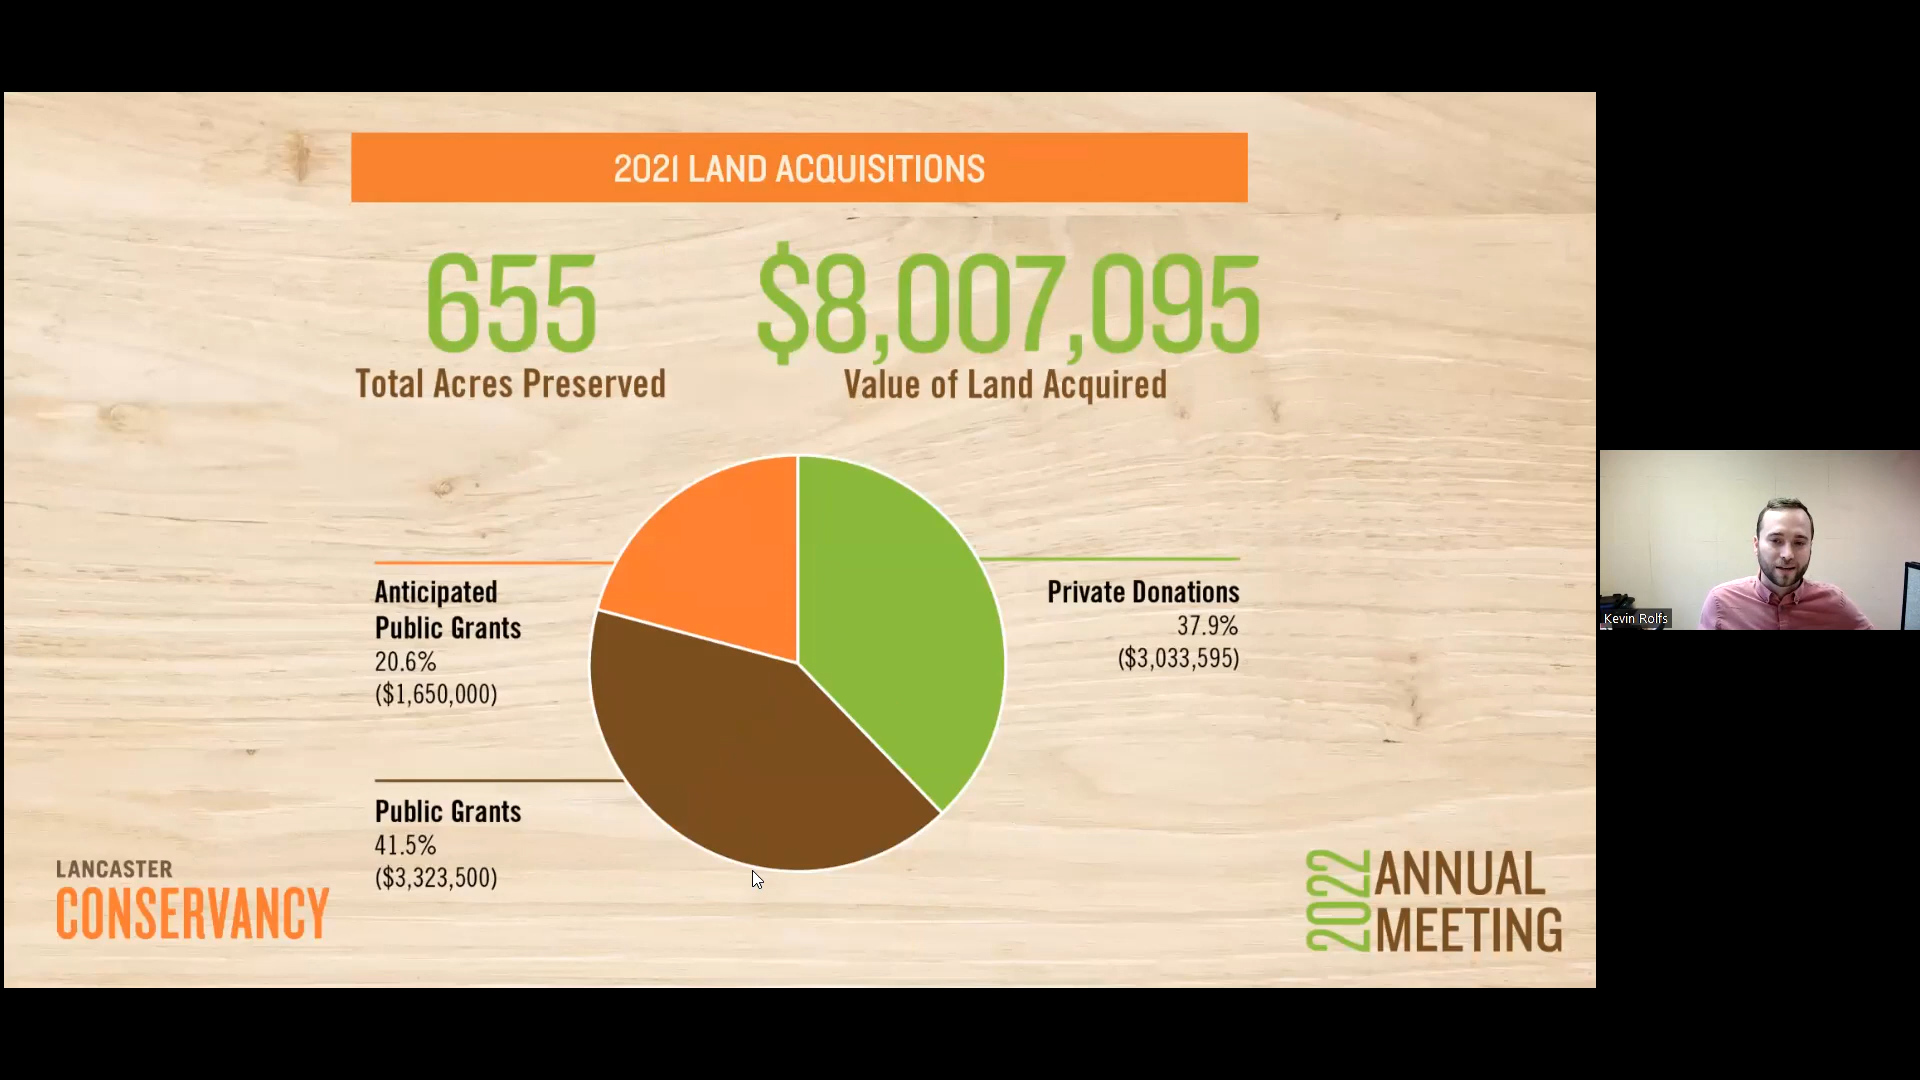 2021 LAND ACQUISITIONS
655
Total Acres Preserved
$8,007,095
Value of Land Acquired
Anticipated
Public Grants
20.6%
($1,650,000)
Private Donations
37.9%
($3,033,595)
Public Grants
41.5%
($3,323,500)
LANCASTER
CONSERVANCY
2022
ANNUAL
MEETING
Kevin Rolfs